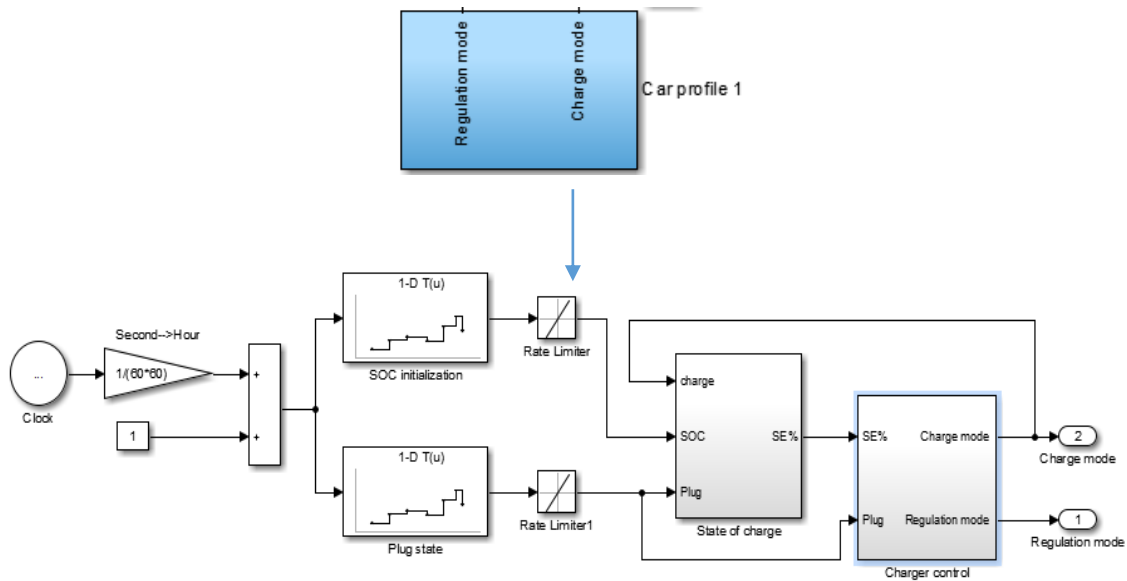 Regulation mode
Charge mode
Car profile 1
1-D T(u)
SOC initialization
Rate Limiter
Second-->Hour
...
1/(60*60)
Clock
1
+
+
1-D T(u)
Plug state
Rate Limiter1
charge
SOC
SE%
Plug
State of charge
SE%
Charge mode
Plug
Regulation mode
Charger control
2
Charge mode
1
Regulation mode